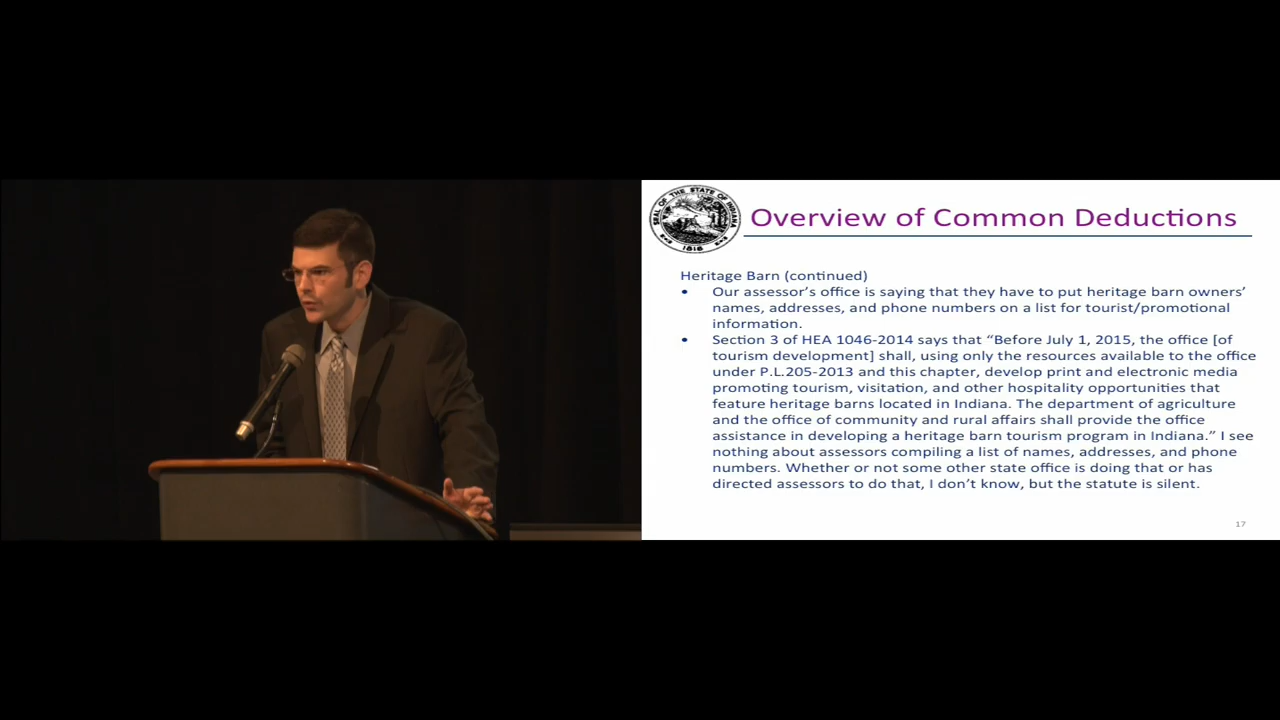 SEAL OF THE STATE OF INDIANA
1816
Overview of Common Deductions
Heritage Barn (continued)
• Our assessor’s office is saying that they have to put heritage barn owners’
names, addresses, and phone numbers on a list for tourist/promotional
information.
• Section 3 of HEA 1046-2014 says that “Before July 1, 2015, the office [of
tourism development] shall, using only the resources available to the office
under P.L.205-2013 and this chapter, develop print and electronic media
promoting tourism, visitation, and other hospitality opportunities that
feature heritage barns located in Indiana. The department of agriculture
and the office of community and rural affairs shall provide the office
assistance in developing a heritage barn tourism program in Indiana.” I see
nothing about assessors compiling a list of names, addresses, and phone
numbers. Whether or not some other state office is doing that or has
directed assessors to do that, I don’t know, but the statute is silent.
17